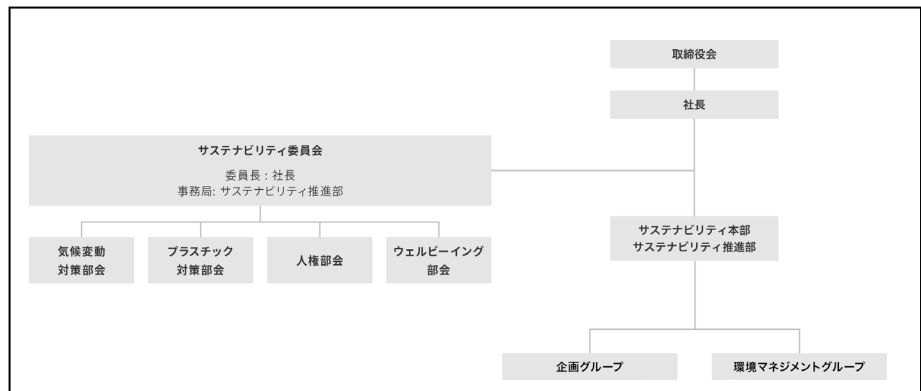 取締役会
社長
サステナビリティ委員会
委員長 : 社長
事務局: サステナビリティ推進部
気候変動
対策部会
プラスチック
対策部会
人権部会
ウェルビーイング
部会
サステナビリティ本部
サステナビリティ推進部
企画グループ
環境マネジメントグループ